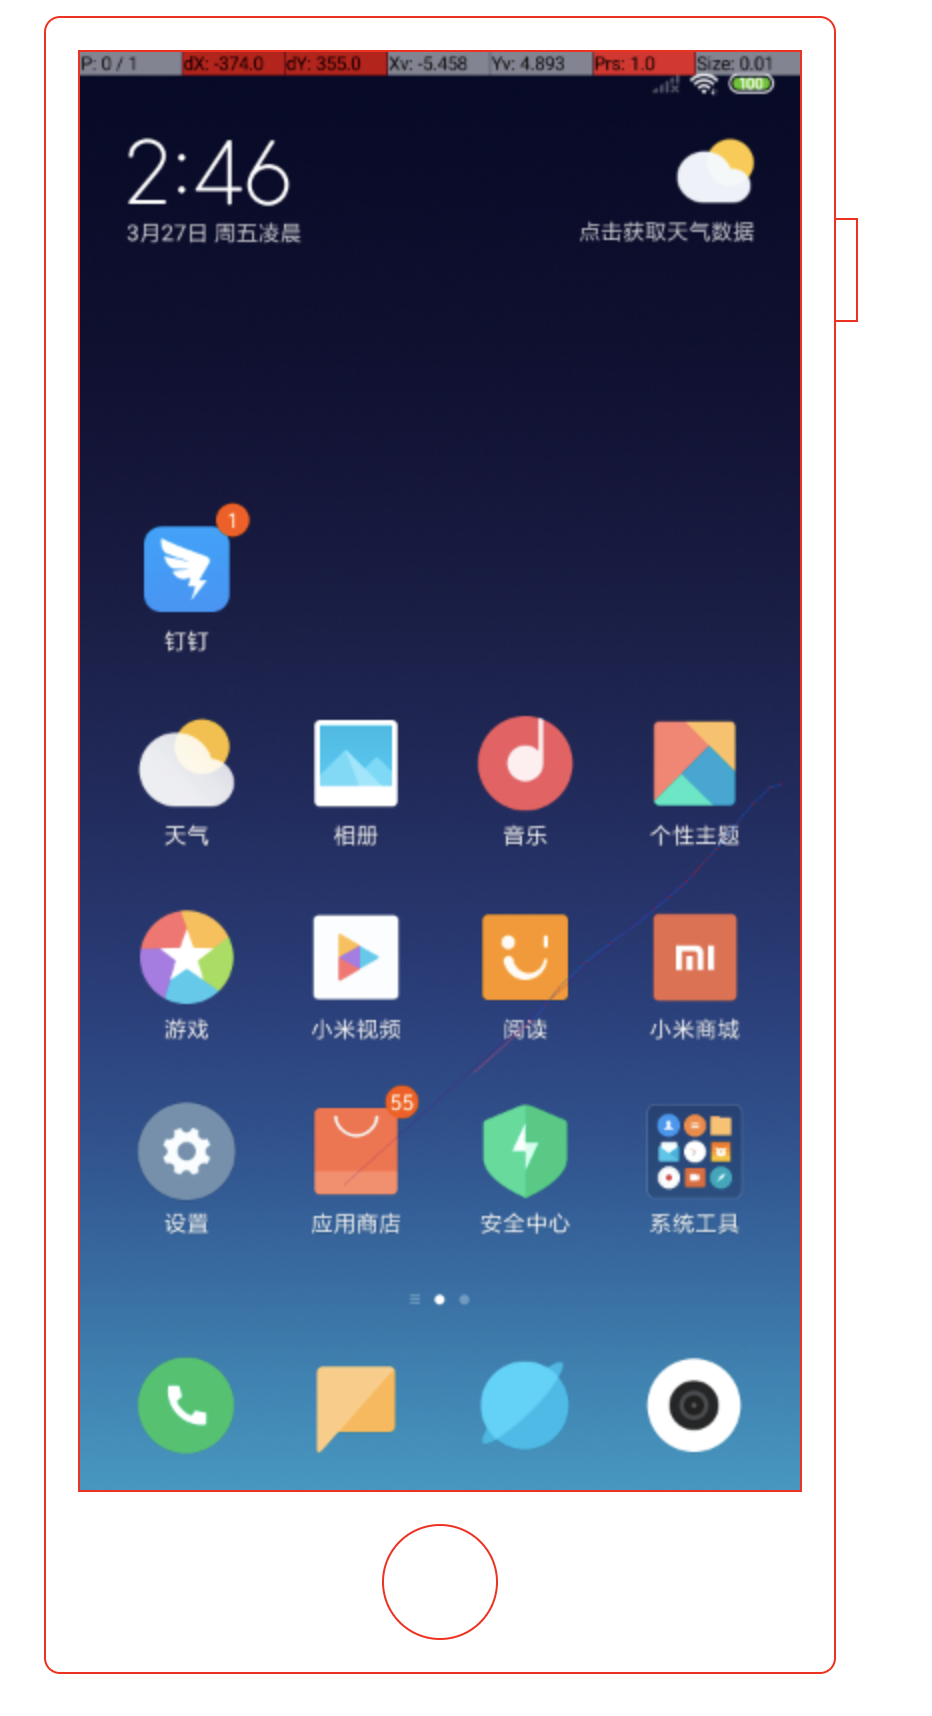 P: 0 / 1 dX: -374.0 dY: 355.0 Xv: -5.458 Yv: 4.893 Prs: 1.0 Size: 0.01
100
2:46
3月27日 周五凌晨
点击获取天气数据
1
钉钉
天气 相册 音乐 个性主题
mi
游戏 小米视频 阅读 小米商城
55
设置 应用商店 安全中心 系统工具